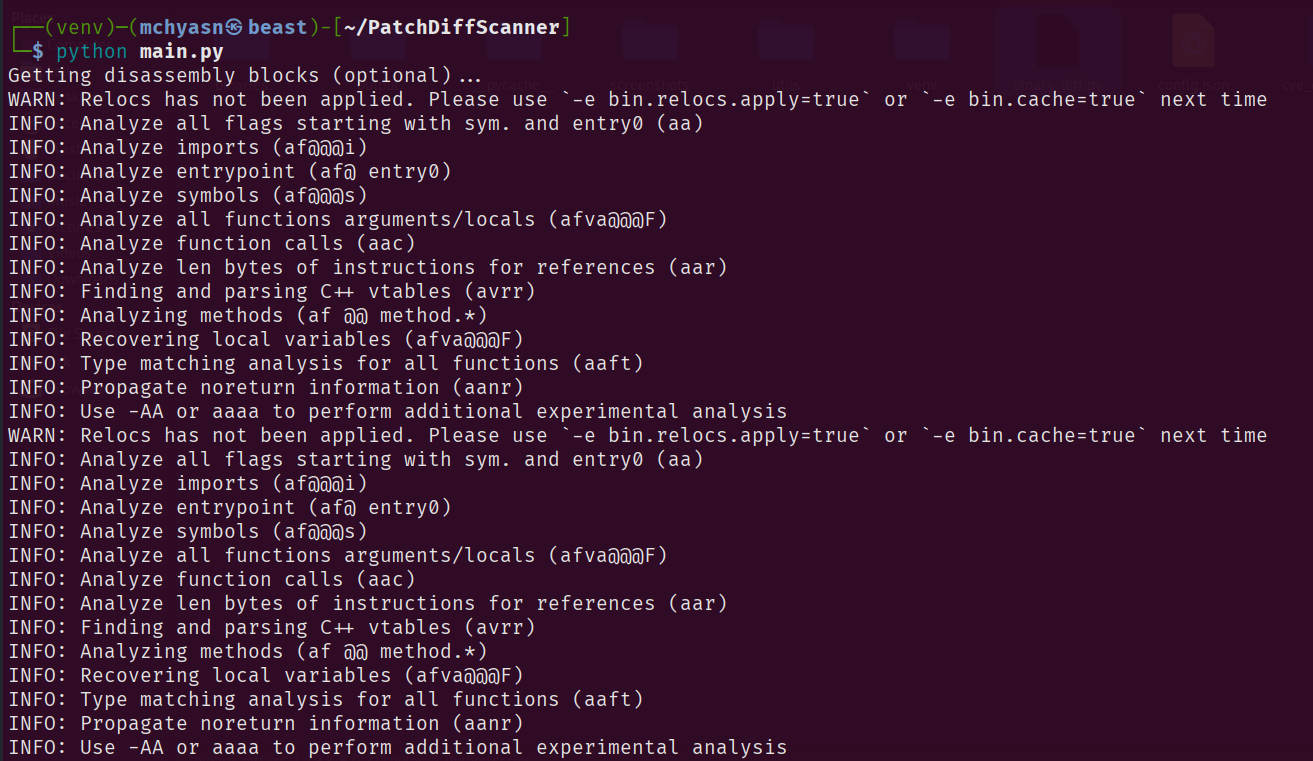 ┌──(venv)─(mchyasn㉿beast)-[~/PatchDiffScanner]
└─$ python main.py
Getting disassembly blocks (optional)...
WARN: Relocs has not been applied. Please use `-e bin.relocs.apply=true` or `-e bin.cache=true` next time
INFO: Analyze all flags starting with sym. and entry0 (aa)
INFO: Analyze imports (af@@@i)
INFO: Analyze entrypoint (af@ entry0)
INFO: Analyze symbols (af@@@s)
INFO: Analyze all functions arguments/locals (afva@@@F)
INFO: Analyze function calls (aac)
INFO: Analyze len bytes of instructions for references (aar)
INFO: Finding and parsing C++ vtables (avrr)
INFO: Analyzing methods (af @@ method.*)
INFO: Recovering local variables (afva@@@F)
INFO: Type matching analysis for all functions (aaft)
INFO: Propagate noreturn information (aanr)
INFO: Use -AA or aaaa to perform additional experimental analysis
WARN: Relocs has not been applied. Please use `-e bin.relocs.apply=true` or `-e bin.cache=true` next time
INFO: Analyze all flags starting with sym. and entry0 (aa)
INFO: Analyze imports (af@@@i)
INFO: Analyze entrypoint (af@ entry0)
INFO: Analyze symbols (af@@@s)
INFO: Analyze all functions arguments/locals (afva@@@F)
INFO: Analyze function calls (aac)
INFO: Analyze len bytes of instructions for references (aar)
INFO: Finding and parsing C++ vtables (avrr)
INFO: Analyzing methods (af @@ method.*)
INFO: Recovering local variables (afva@@@F)
INFO: Type matching analysis for all functions (aaft)
INFO: Propagate noreturn information (aanr)
INFO: Use -AA or aaaa to perform additional experimental analysis